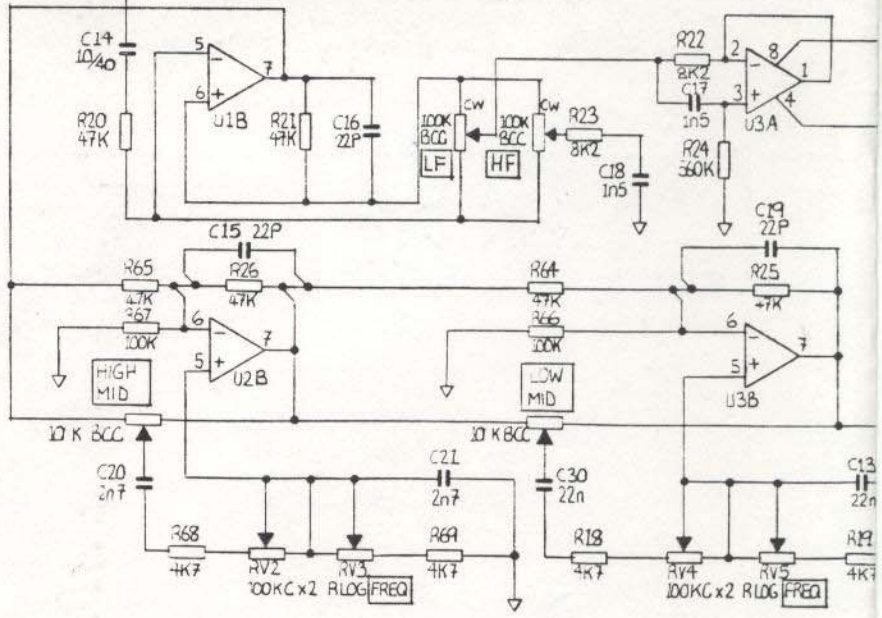 C14
10/40
R20
47K
5
-
+
6
7
U1B
R21
47K
C16
22P
100K
BCC
CW
LF
100K
BCC
CW
HF
R23
8K2
C18
1n5
R22
8K2
C17
1n5
2
-
+
3
8
1
4
U3A
R24
560K
C15 22P
R65
47K
R26
47K
R67
100K
6
-
+
5
7
U2B
HIGH
MID
10K BCC
C20
2n7
R68
4K7
RV2
100KC×2
RV3
RLOG
FREQ
C21
2n7
R69
4K7
R64
47K
R66
100K
C19
22P
R25
47K
6
-
+
5
7
U3B
LOW
MID
10K BCC
C30
22n
R18
4K7
RV4
100KC×2
RV5
RLOG
FREQ
C13
22n
R19
4K7